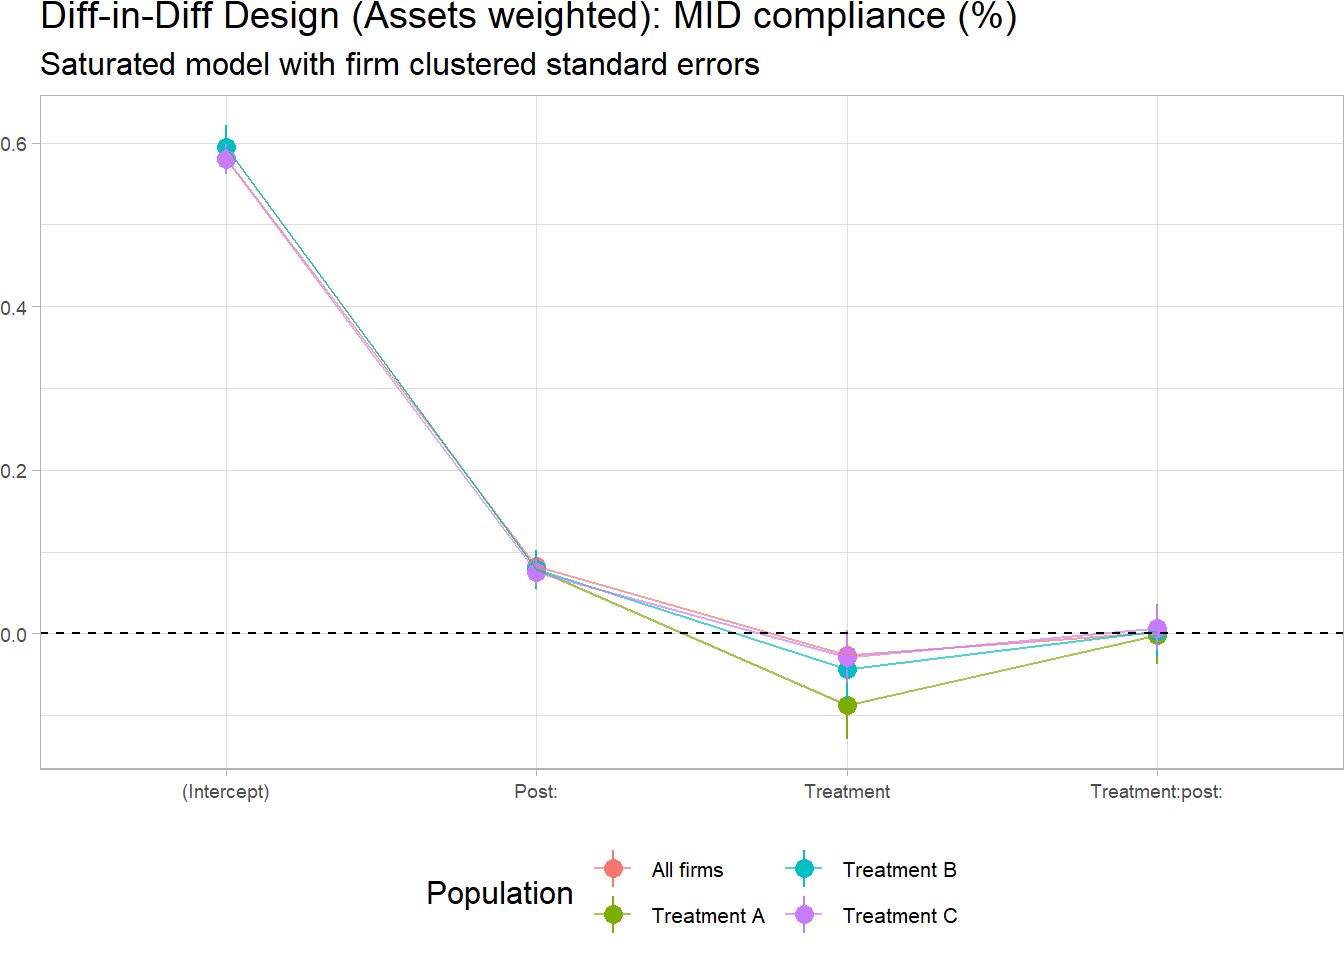 Diff-in-Diff Design (Assets weighted): MID compliance (%)
Saturated model with firm clustered standard errors
0.6
0.4
0.2
0.0
(Intercept)
Post:
Treatment
Treatment:post:
Population
All firms
Treatment B
Treatment A
Treatment C